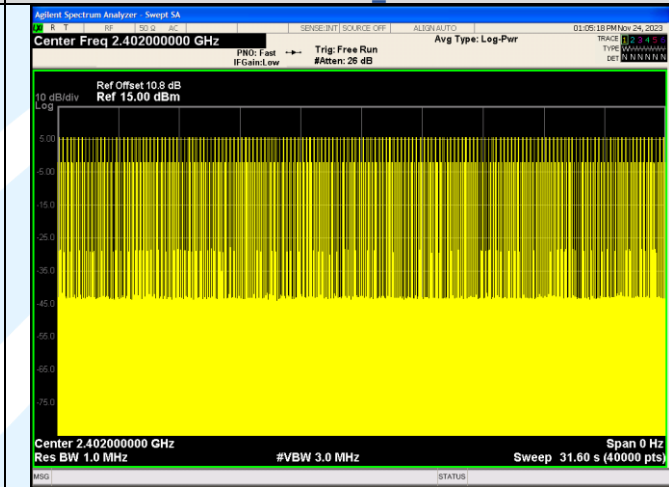 Agilent Spectrum Analyzer - Swept SA
R T RF 50 Ω AC SENSE:INT SOURCE OFF ALIGN AUTO 01:05:18 PM Nov 24, 2023
Center Freq 2.402000000 GHz
Avg Type: Log-Pwr
TRACE 1 2 3 4 5 6
PNO: Fast Trig: Free Run
TYPE
IFGain:Low #Atten: 26 dB
DET N N N N N N
Ref Offset 10.8 dB
10 dB/div Ref 15.00 dBm
Log
5.00
-5.00
-15.0
-25.0
-35.0
-45.0
-55.0
-65.0
-75.0
Center 2.402000000 GHz Span 0 Hz
Res BW 1.0 MHz #VBW 3.0 MHz Sweep 31.60 s (40000 pts)
MSG STATUS